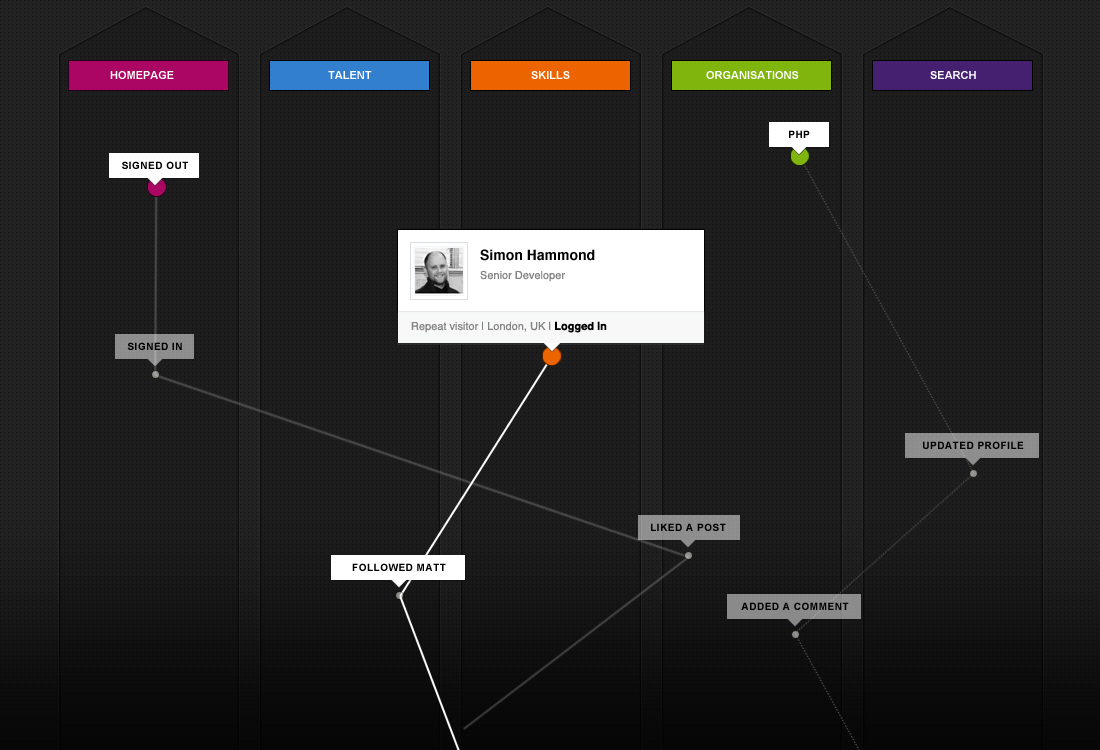 HOMEPAGE
TALENT
SKILLS
ORGANISATIONS
SEARCH
PHP
SIGNED OUT
Simon Hammond
Senior Developer
Repeat visitor | London, UK | Logged In
SIGNED IN
UPDATED PROFILE
LIKED A POST
FOLLOWED MATT
ADDED A COMMENT